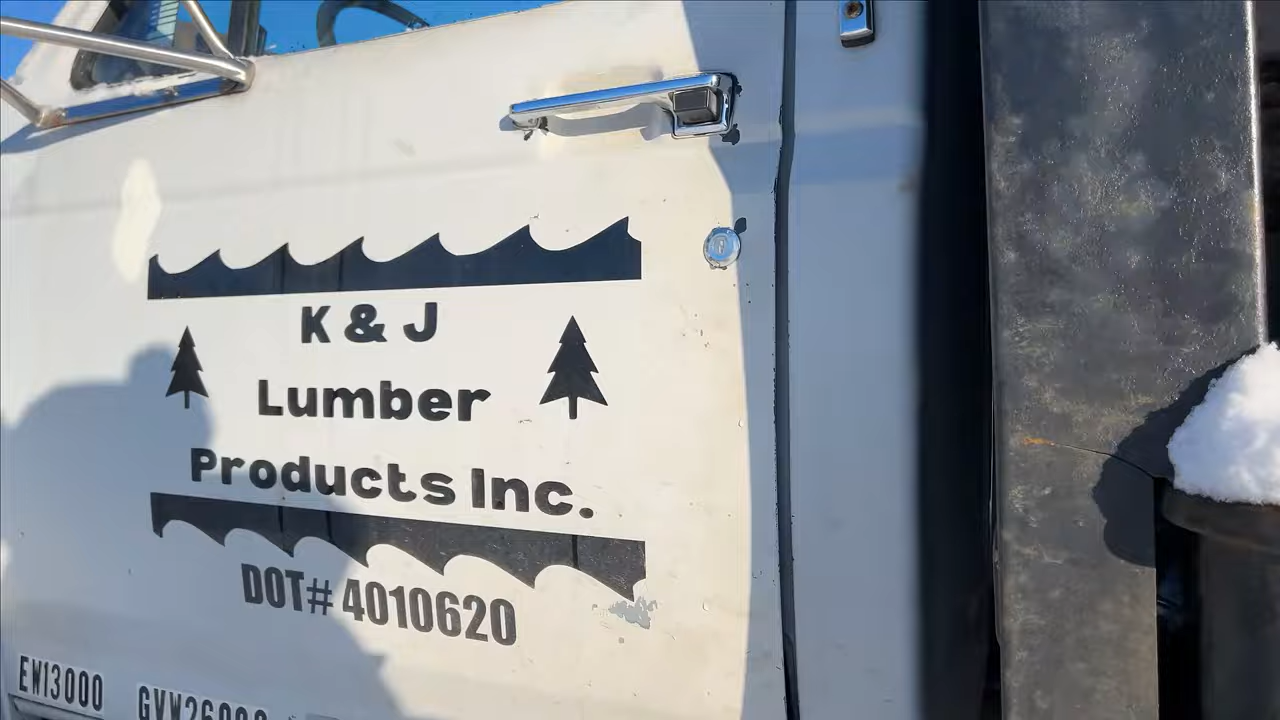 K & J
Lumber
Products Inc.
DOT# 4010620
EW13000